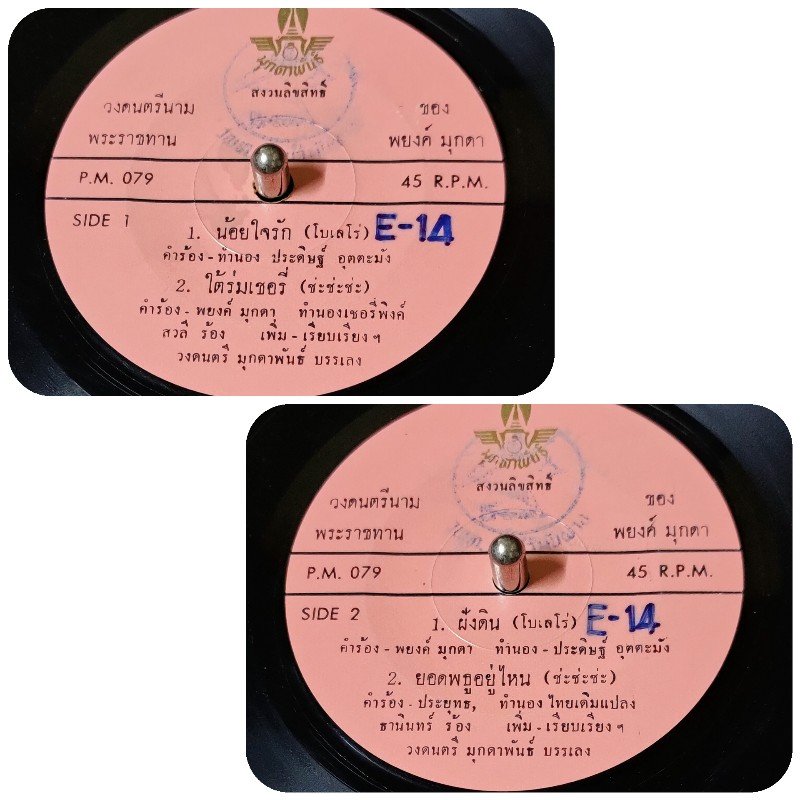 มุกดาพันธ์
สงวนลิขสิทธิ์
วงดนตรีนาม ของ
พระราชทาน พยงค์ มุกดา
P.M. 079 45 R.P.M.
SIDE 1
1. น้อยใจรัก (โบเลโร่) E-14
คำร้อง - ทำนอง ประดิษฐ์ อุตตะมัง
2. ใต้ร่มเชอรี่ (ช่ะช่ะช่ะ)
คำร้อง - พยงค์ มุกดา ทำนองเชอรี่พิงค์
สวลี ร้อง เพิ่ม - เรียบเรียง ฯ
วงดนตรี มุกดาพันธ์ บรรเลง
มุกดาพันธ์
สงวนลิขสิทธิ์
วงดนตรีนาม ของ
พระราชทาน พยงค์ มุกดา
P.M. 079 45 R.P.M.
SIDE 2
1. ฝั่งดิน (โบเลโร่) E-14
คำร้อง - พยงค์ มุกดา ทำนอง - ประดิษฐ์ อุตตะมัง
2. ยอดพธูอยู่ไหน (ช่ะช่ะช่ะ)
คำร้อง - ประยุทธ, ทำนอง ไทยเดิมแปลง
ธานินทร์ ร้อง เพิ่ม - เรียบเรียง ฯ
วงดนตรี มุกดาพันธ์ บรรเลง